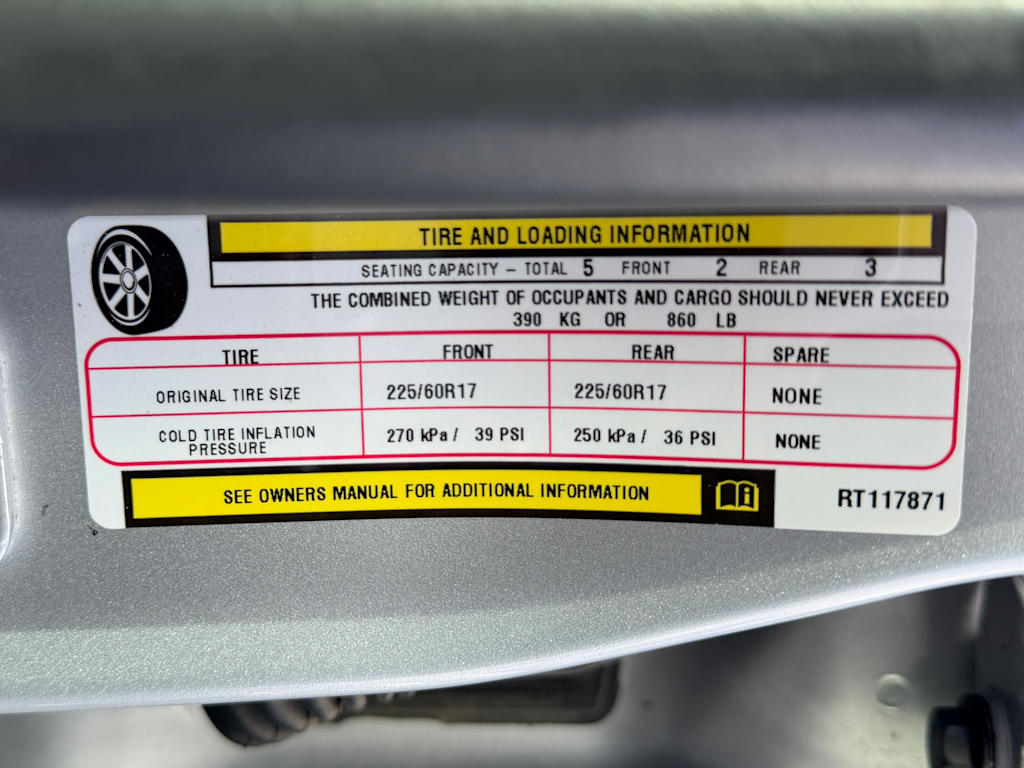 TIRE AND LOADING INFORMATION
SEATING CAPACITY – TOTAL 5 FRONT 2 REAR 3
THE COMBINED WEIGHT OF OCCUPANTS AND CARGO SHOULD NEVER EXCEED
390 KG OR 860 LB
TIRE FRONT REAR SPARE
ORIGINAL TIRE SIZE 225/60R17 225/60R17 NONE
COLD TIRE INFLATION PRESSURE 270 kPa / 39 PSI 250 kPa / 36 PSI NONE
SEE OWNERS MANUAL FOR ADDITIONAL INFORMATION
RT117871